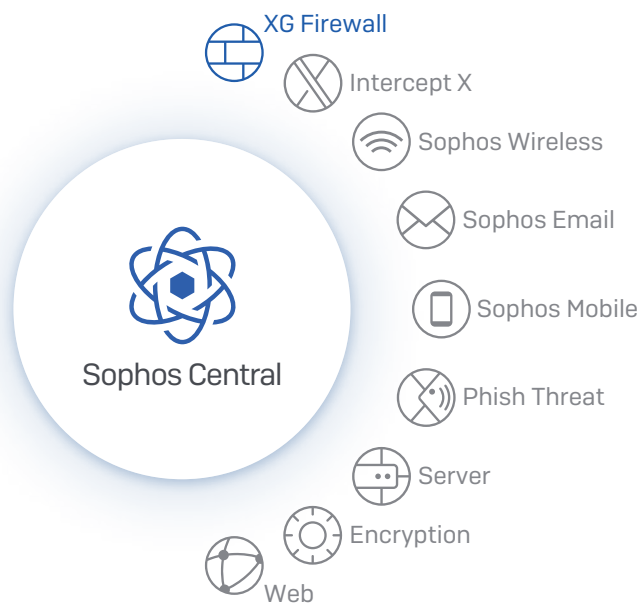 XG Firewall
Intercept X
Sophos Wireless
Sophos Email
Sophos Central
Sophos Mobile
Phish Threat
Server
Encryption
Web